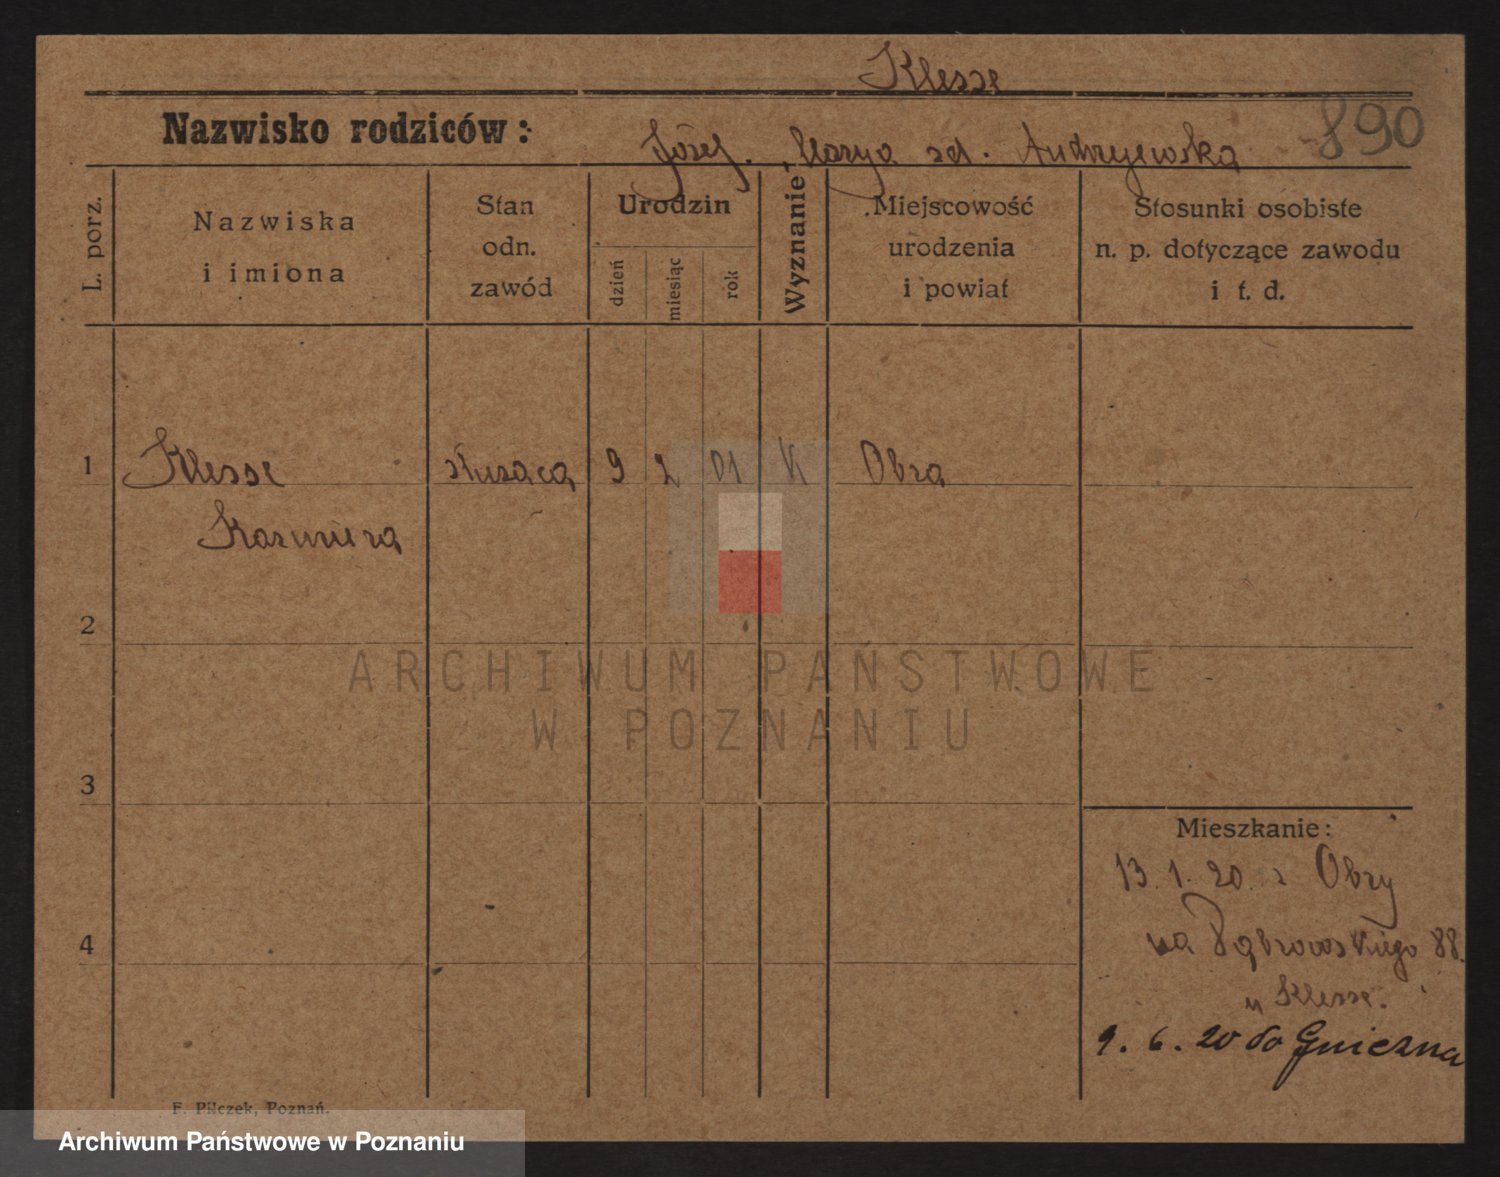 Klesse
890
Nazwisko rodziców:
Józef. Marya zd. Andrzejewska
L. porz.
Nazwiska
i imiona
Stan
odn.
zawód
Urodzin
dzień
miesiąc
rok
Wyznanie
Miejscowość
urodzenia
i powiat
Stosunki osobiste
n. p. dotyczące zawodu
i t. d.
1
Klesse
służąca
9
2
01
K
Obra
Kazmiera
2
3
4
Mieszkanie:
13. 1. 20. z Obry
na Dąbrowskiego 88.
u Klesse.
9. 6. 20 do Gniezna
F. Pilczek, Poznań.
ARCHIWUM PAŃSTWOWE
W POZNANIU
Archiwum Państwowe w Poznaniu